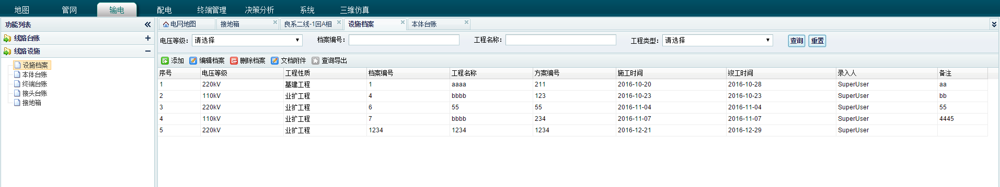 地图 管网 输电 配电 终端管理 决策分析 系统 三维仿真
功能列表
线路台账
线路设施
设施档案
本体台账
终端台账
接头台账
接地箱
电网地图 接地箱 良系二线-1回A相 设施档案 本体台账
电压等级: 请选择 档案编号: 工程名称: 工程类型: 请选择 查询 重置
添加 编辑档案 删除档案 文档附件 查询导出
序号 电压等级 工程性质 档案编号 工程名称 方案编号 施工时间 竣工时间 录入人 备注
1 220kV 基建工程 1 aaaa 211 2016-10-20 2016-10-28 SuperUser aa
2 110kV 业扩工程 4 bbbb 123 2016-10-23 2016-10-23 SuperUser bb
3 220kV 业扩工程 6 55 55 2016-11-04 2016-11-04 SuperUser 55
4 110kV 业扩工程 7 bbbb 234 2016-11-07 2016-11-07 SuperUser 4445
5 220kV 业扩工程 1234 1234 1234 2016-12-21 2016-12-29 SuperUser